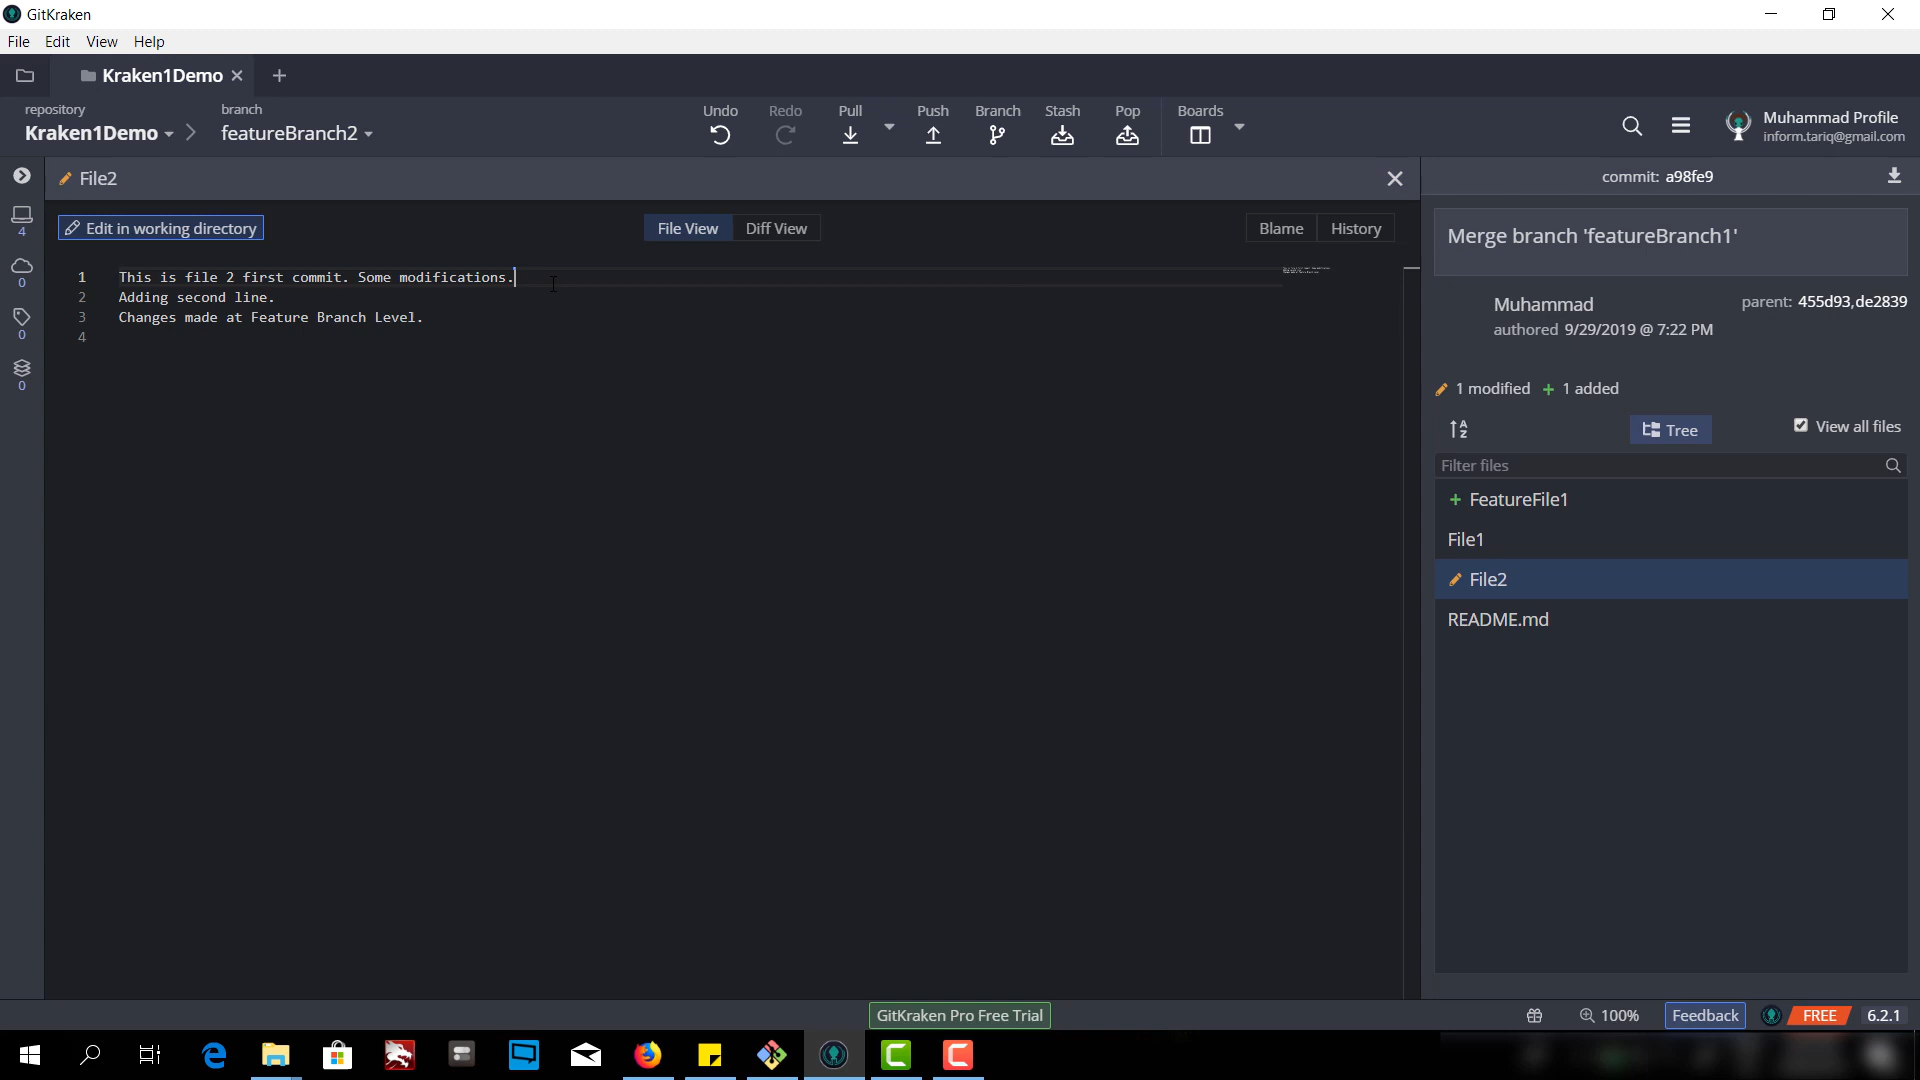 GitKraken
File Edit View Help
Kraken1Demo
repository
Kraken1Demo
branch
featureBranch2
Undo Redo Pull Push Branch Stash Pop Boards
Muhammad Profile
inform.tariq@gmail.com
File2
commit: a98fe9
Edit in working directory
File View Diff View
Blame History
Merge branch 'featureBranch1'
1 This is file 2 first commit. Some modifications.
2 Adding second line.
3 Changes made at Feature Branch Level.
4
4
0
0
0
Muhammad
authored 9/29/2019 @ 7:22 PM
parent: 455d93,de2839
1 modified + 1 added
A
Z
Tree
View all files
Filter files
+ FeatureFile1
File1
File2
README.md
GitKraken Pro Free Trial
100%
Feedback
FREE
6.2.1